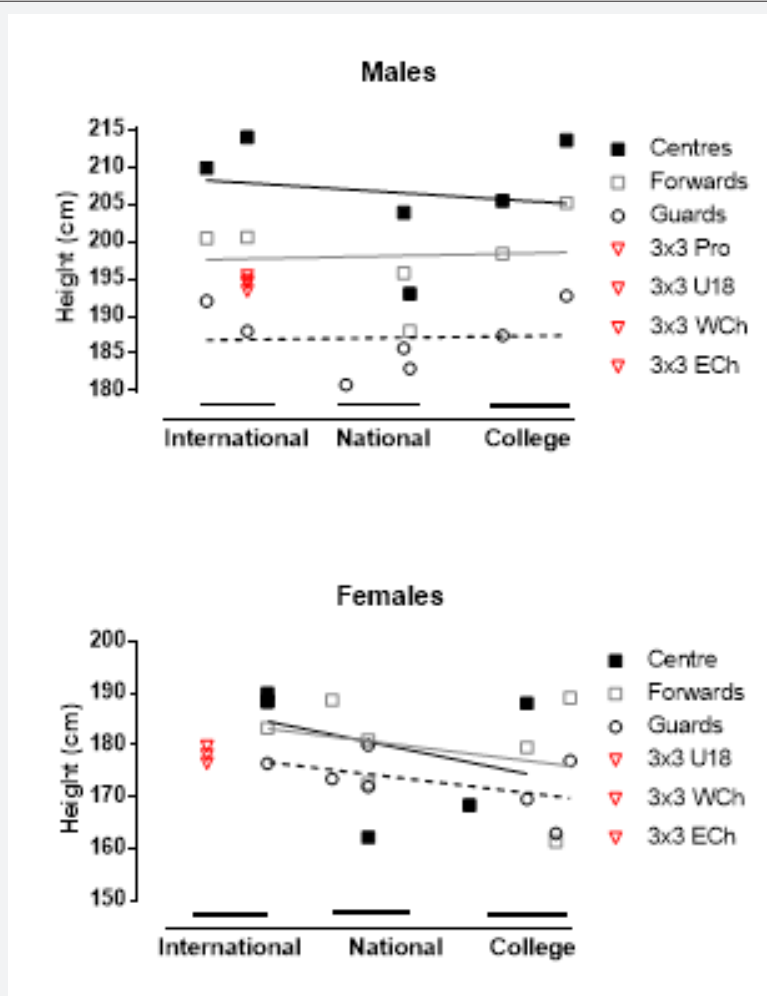 Males
215
210
205
200
195
190
185
180
Height (cm)
International National College
Centres
Forwards
Guards
3x3 Pro
3x3 U18
3x3 WCh
3x3 ECh
Females
200
190
180
170
160
150
Height (cm)
International National College
Centre
Forwards
Guards
3x3 U18
3x3 WCh
3x3 ECh